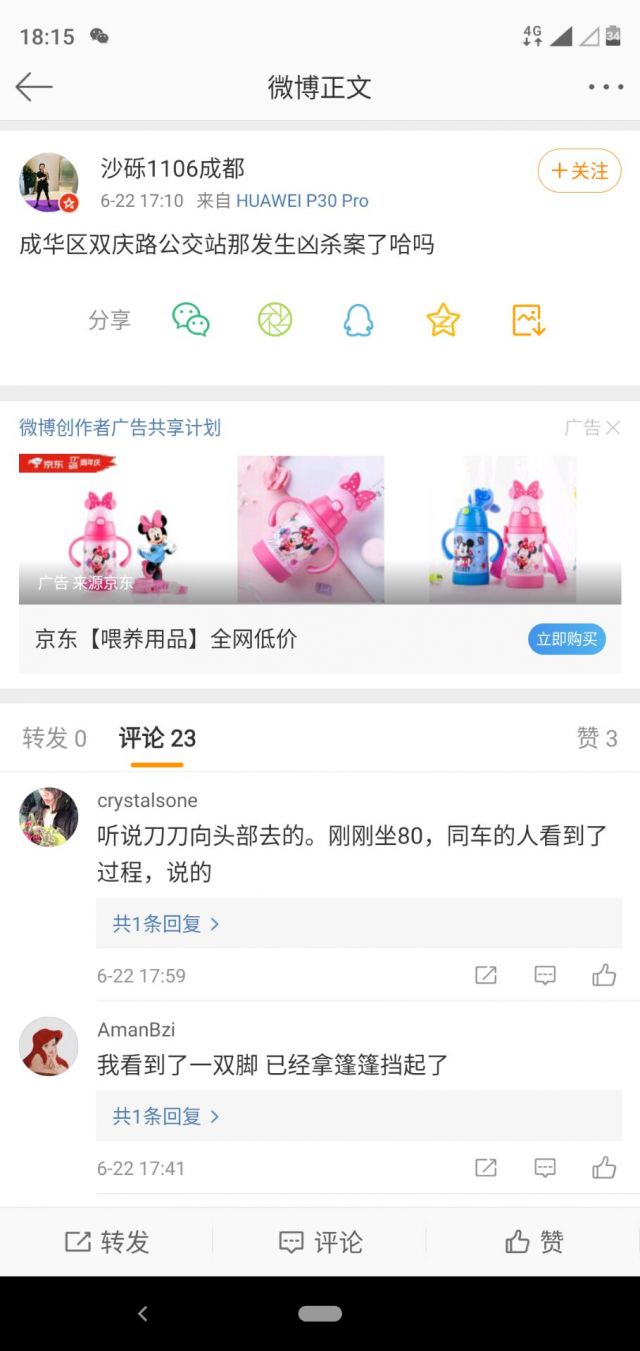 18:15
4G
34
微博正文
沙砾1106成都
6-22 17:10 来自 HUAWEI P30 Pro
+关注
成华区双庆路公交站那发生凶杀案了哈吗
分享
微博创作者广告共享计划
广告
京东
周年庆
广告 来源京东
京东【喂养用品】全网低价
立即购买
转发 0
评论 23
赞 3
crystalsone
听说刀刀向头部去的。刚刚坐80，同车的人看到了
过程，说的
共1条回复
6-22 17:59
AmanBzi
我看到了一双脚 已经拿篷篷挡起了
共1条回复
6-22 17:41
转发
评论
赞